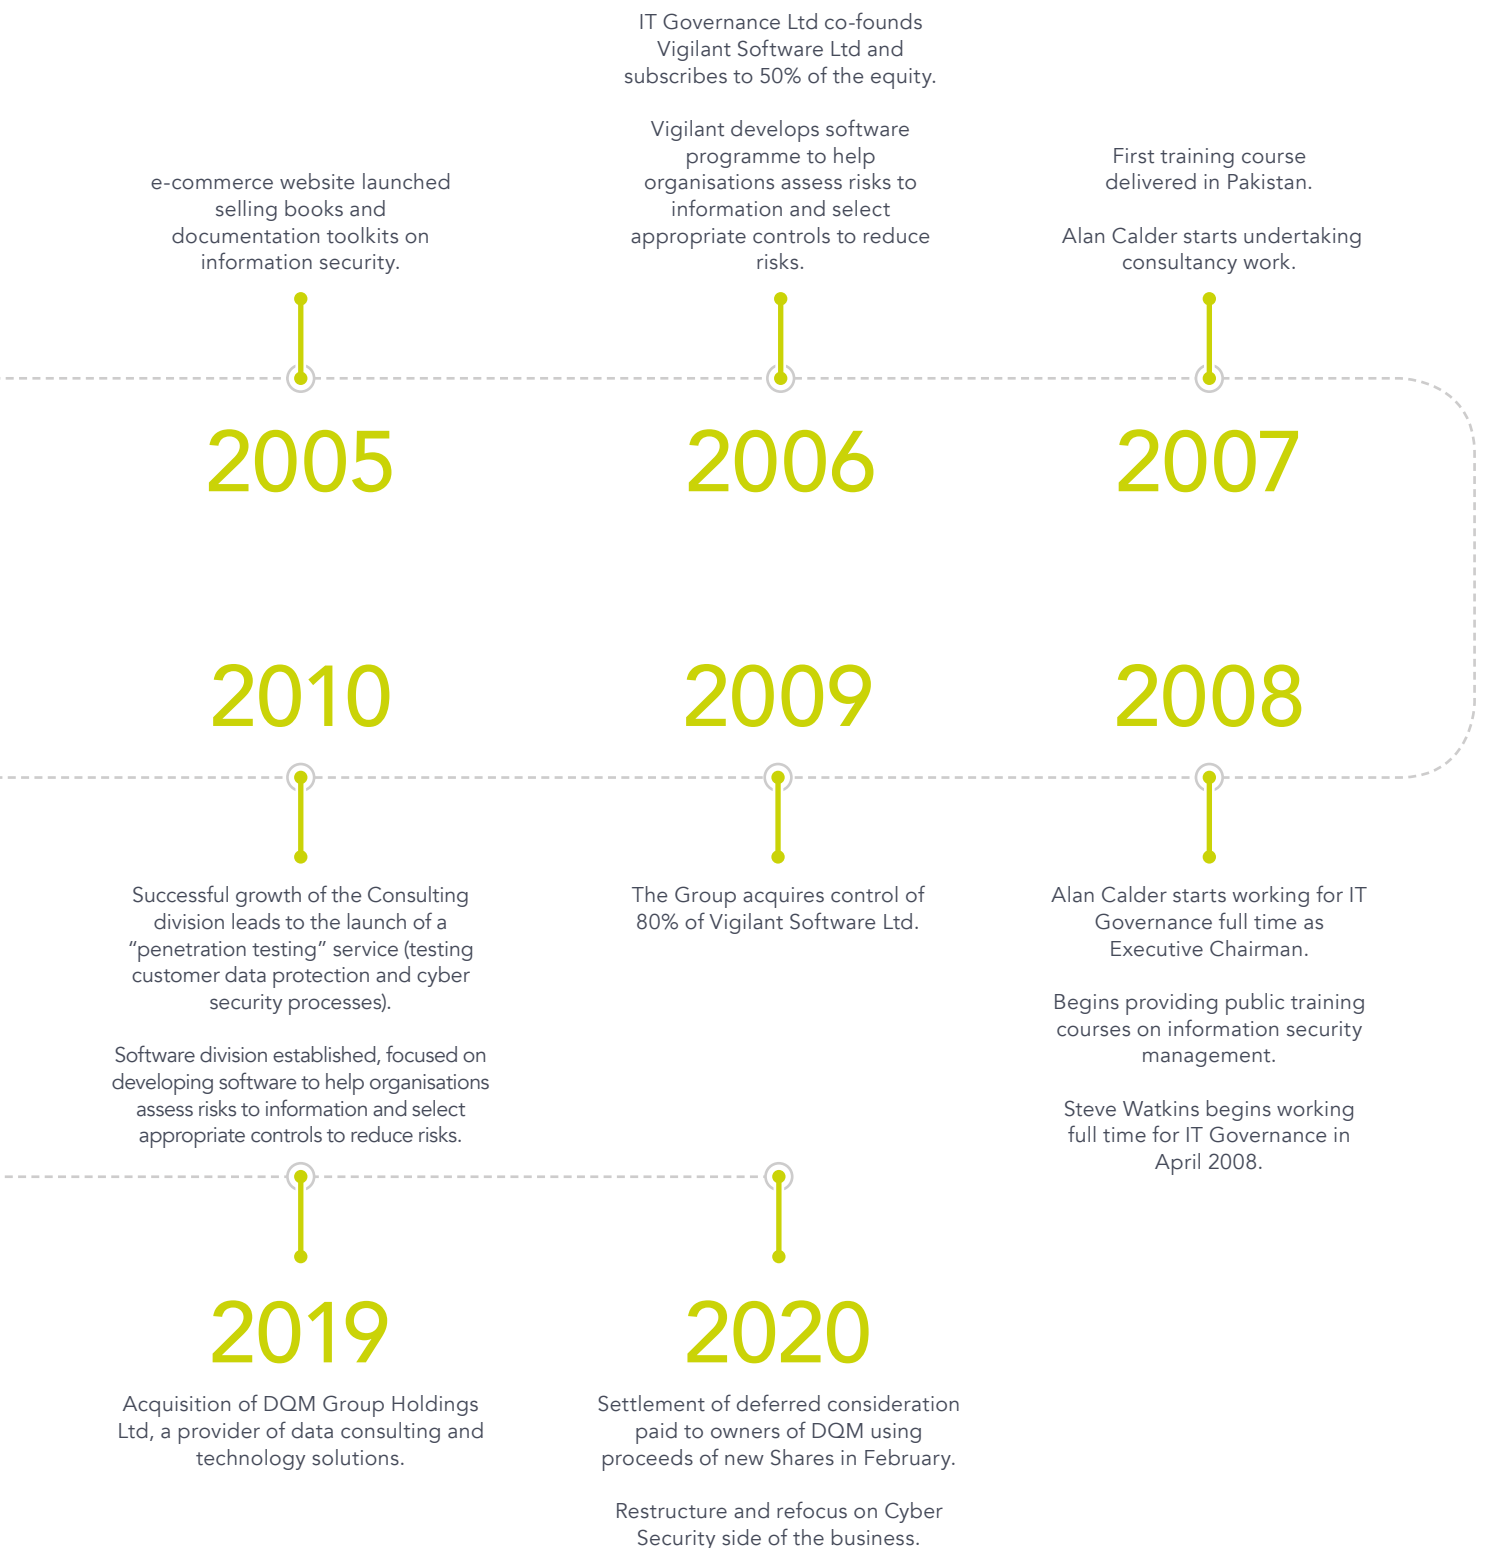 e-commerce website launched
selling books and
documentation toolkits on
information security.
2005
IT Governance Ltd co-founds
Vigilant Software Ltd and
subscribes to 50% of the equity.
Vigilant develops software
programme to help
organisations assess risks to
information and select
appropriate controls to reduce
risks.
2006
First training course
delivered in Pakistan.
Alan Calder starts undertaking
consultancy work.
2007
2008
Alan Calder starts working for IT
Governance full time as
Executive Chairman.
Begins providing public training
courses on information security
management.
Steve Watkins begins working
full time for IT Governance in
April 2008.
2009
The Group acquires control of
80% of Vigilant Software Ltd.
2010
Successful growth of the Consulting
division leads to the launch of a
“penetration testing” service (testing
customer data protection and cyber
security processes).
Software division established, focused on
developing software to help organisations
assess risks to information and select
appropriate controls to reduce risks.
2019
Acquisition of DQM Group Holdings
Ltd, a provider of data consulting and
technology solutions.
2020
Settlement of deferred consideration
paid to owners of DQM using
proceeds of new Shares in February.
Restructure and refocus on Cyber
Security side of the business.